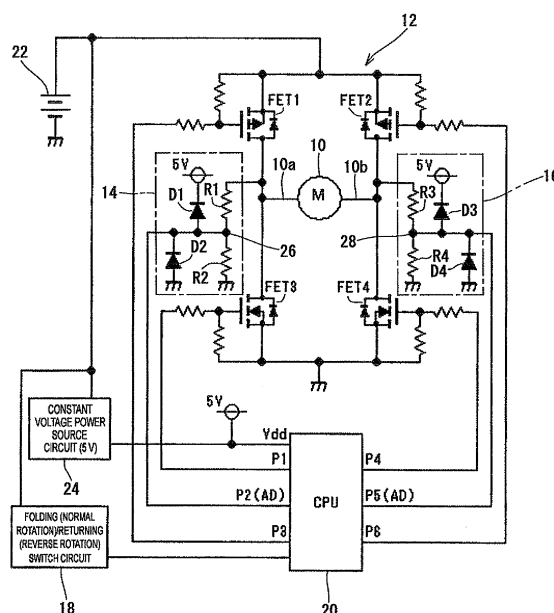 12
22
FET1
FET2
10
10a
10b
M
16
14
5V
R1
D1
26
D2
R2
5V
R3
D3
28
R4
D4
FET3
FET4
5V
CONSTANT
VOLTAGE POWER
SOURCE
CIRCUIT (5 V)
24
FOLDING (NORMAL
ROTATION)/RETURNING
(REVERSE ROTATION)
SWITCH CIRCUIT
18
Vdd
P1
P2(AD)
P3
CPU
P4
P5(AD)
P6
20